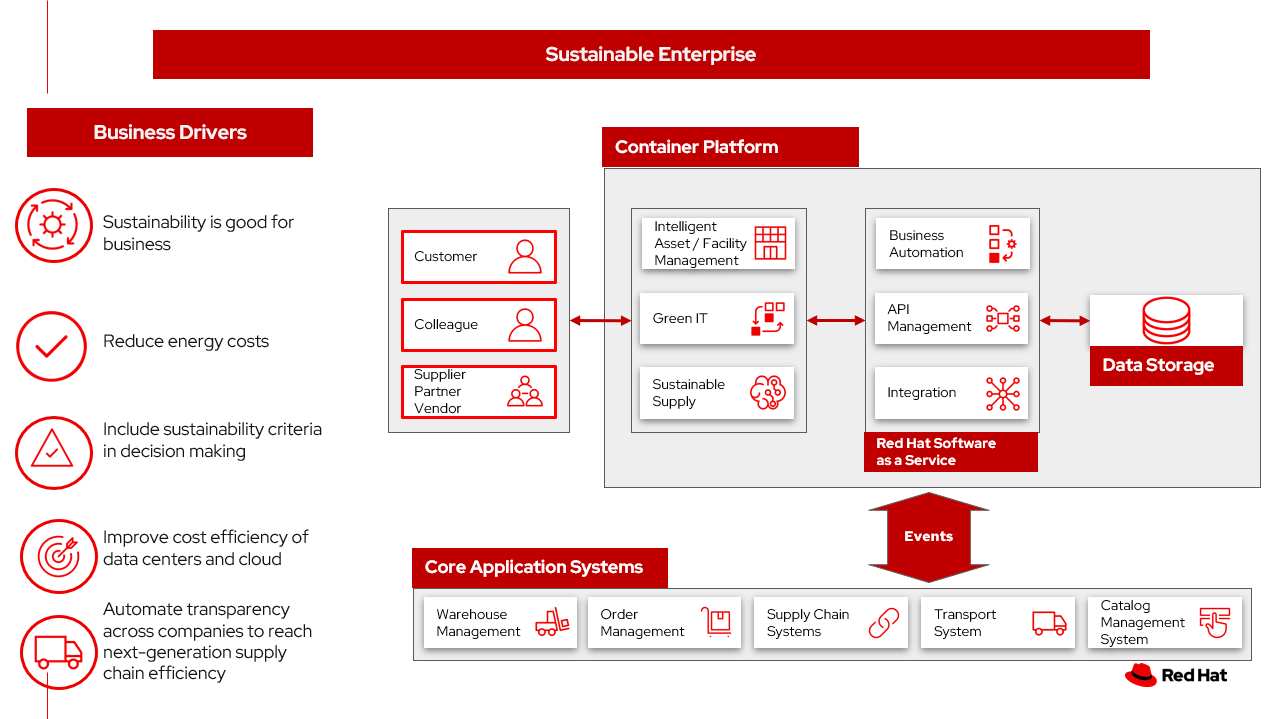 Sustainable Enterprise
Business Drivers
Sustainability is good for
business
Reduce energy costs
Include sustainability criteria
in decision making
Improve cost efficiency of
data centers and cloud
Automate transparency
across companies to reach
next-generation supply
chain efficiency
Container Platform
Customer
Colleague
Supplier
Partner
Vendor
Intelligent
Asset / Facility
Management
Green IT
Sustainable
Supply
Business
Automation
API
Management
Integration
Red Hat Software
as a Service
Data Storage
Events
Core Application Systems
Warehouse
Management
Order
Management
Supply Chain
Systems
Transport
System
Catalog
Management
System
Red Hat